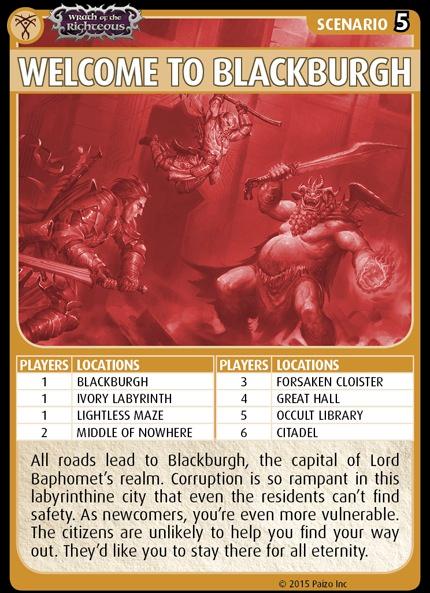 Wrath of the
Righteous
SCENARIO 5
WELCOME TO BLACKBURGH
PLAYERS LOCATIONS PLAYERS LOCATIONS
1 BLACKBURGH 3 FORSAKEN CLOISTER
1 IVORY LABYRINTH 4 GREAT HALL
1 LIGHTLESS MAZE 5 OCCULT LIBRARY
2 MIDDLE OF NOWHERE 6 CITADEL
All roads lead to Blackburgh, the capital of Lord
Baphomet's realm. Corruption is so rampant in this
labyrinthine city that even the residents can't find
safety. As newcomers, you're even more vulnerable.
The citizens are unlikely to help you find your way
out. They'd like you to stay there for all eternity.
© 2015 Paizo Inc